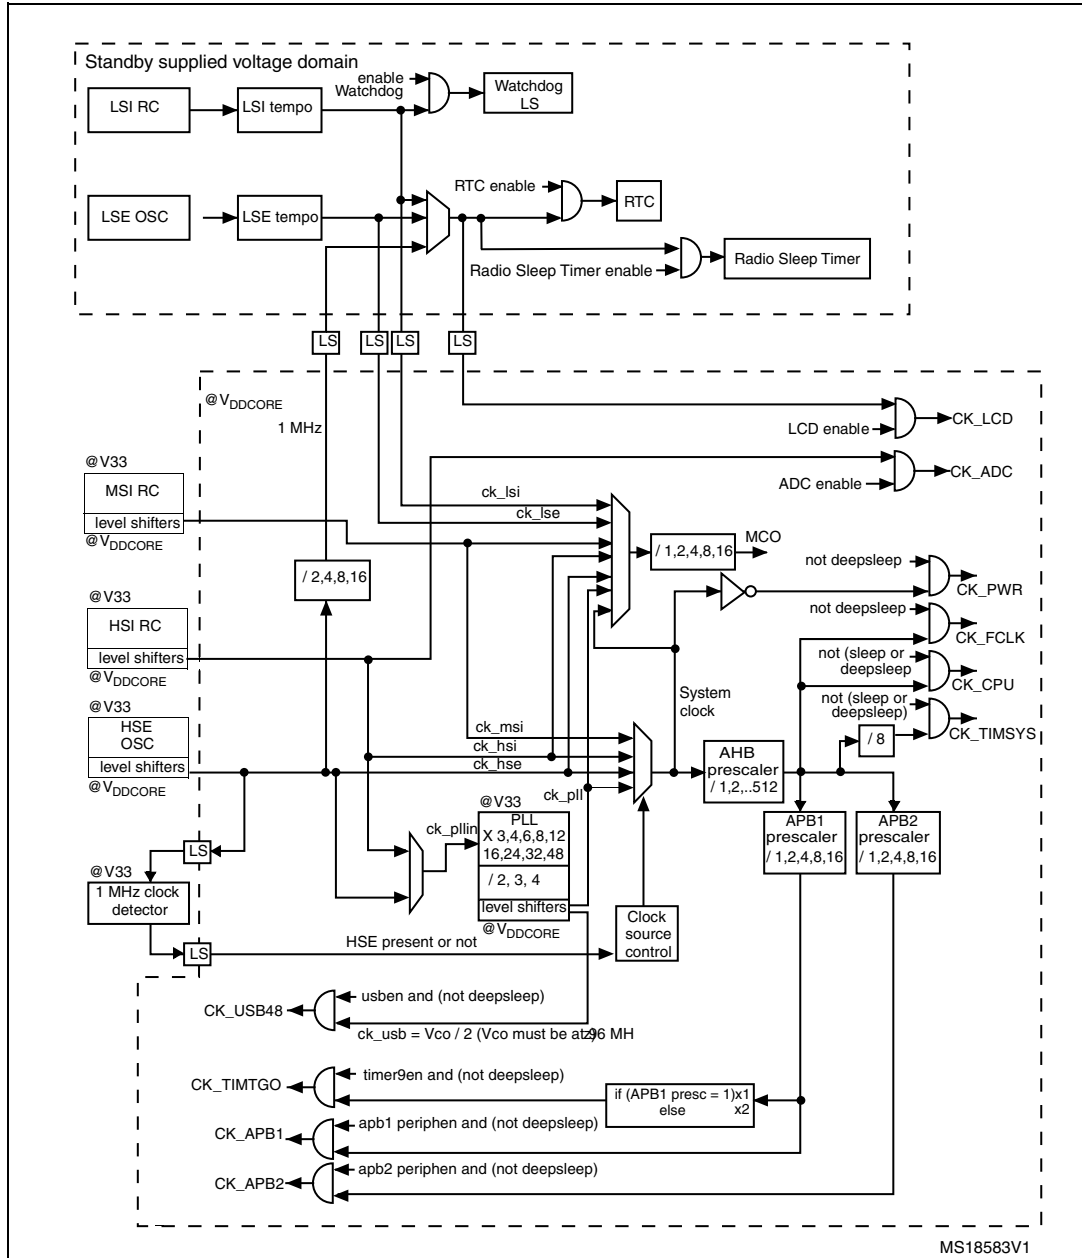 Standby supplied voltage domain
enable
Watchdog
Watchdog
LS
LSI RC
LSI tempo
RTC enable
RTC
LSE OSC
LSE tempo
Radio Sleep Timer enable
Radio Sleep Timer
LS
LS
LS
LS
@VDDCORE
1 MHz
LCD enable
CK_LCD
@V33
MSI RC
level shifters
@VDDCORE
ADC enable
CK_ADC
ck_lsi
ck_lse
/ 2,4,8,16
/ 1,2,4,8,16
MCO
not deepsleep
CK_PWR
@V33
HSI RC
level shifters
@VDDCORE
not deepsleep
CK_FCLK
not (sleep or
deepsleep
CK_CPU
@V33
HSE
OSC
level shifters
@VDDCORE
System
clock
not (sleep or
deepsleep)
CK_TIMSYS
/ 8
ck_msi
ck_hsi
ck_hse
ck_pll
AHB
prescaler
/ 1,2,..512
@V33
PLL
X 3,4,6,8,12
16,24,32,48
/ 2, 3, 4
level shifters
@VDDCORE
ck_pllin
APB1
prescaler
/ 1,2,4,8,16
APB2
prescaler
/ 1,2,4,8,16
LS
@V33
1 MHz clock
detector
LS
HSE present or not
Clock
source
control
CK_USB48
usben and (not deepsleep)
ck_usb = Vco / 2 (Vco must be at 96 MHz)
CK_TIMTGO
timer9en and (not deepsleep)
if (APB1 presc = 1)x1
else x2
CK_APB1
apb1 periphen and (not deepsleep)
CK_APB2
apb2 periphen and (not deepsleep)
MS18583V1